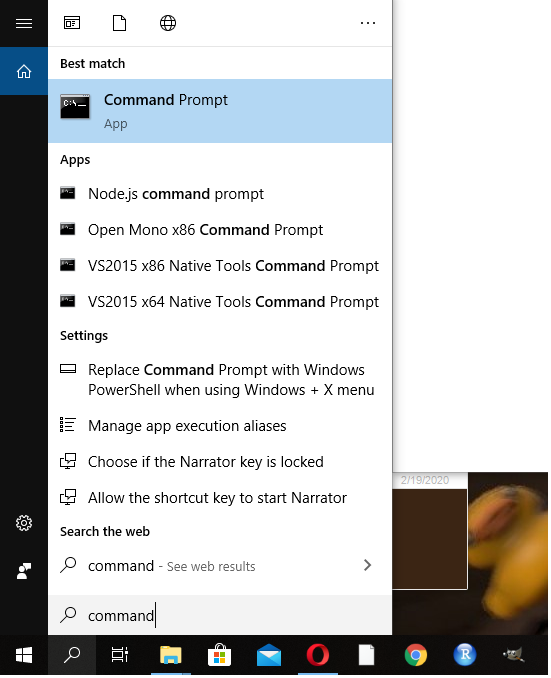 Best match
Command Prompt
App
Apps
Node.js command prompt
Open Mono x86 Command Prompt
VS2015 x86 Native Tools Command Prompt
VS2015 x64 Native Tools Command Prompt
Settings
Replace Command Prompt with Windows
PowerShell when using Windows + X menu
Manage app execution aliases
Choose if the Narrator key is locked
Allow the shortcut key to start Narrator
2/19/2020
Search the web
command - See web results
command
R